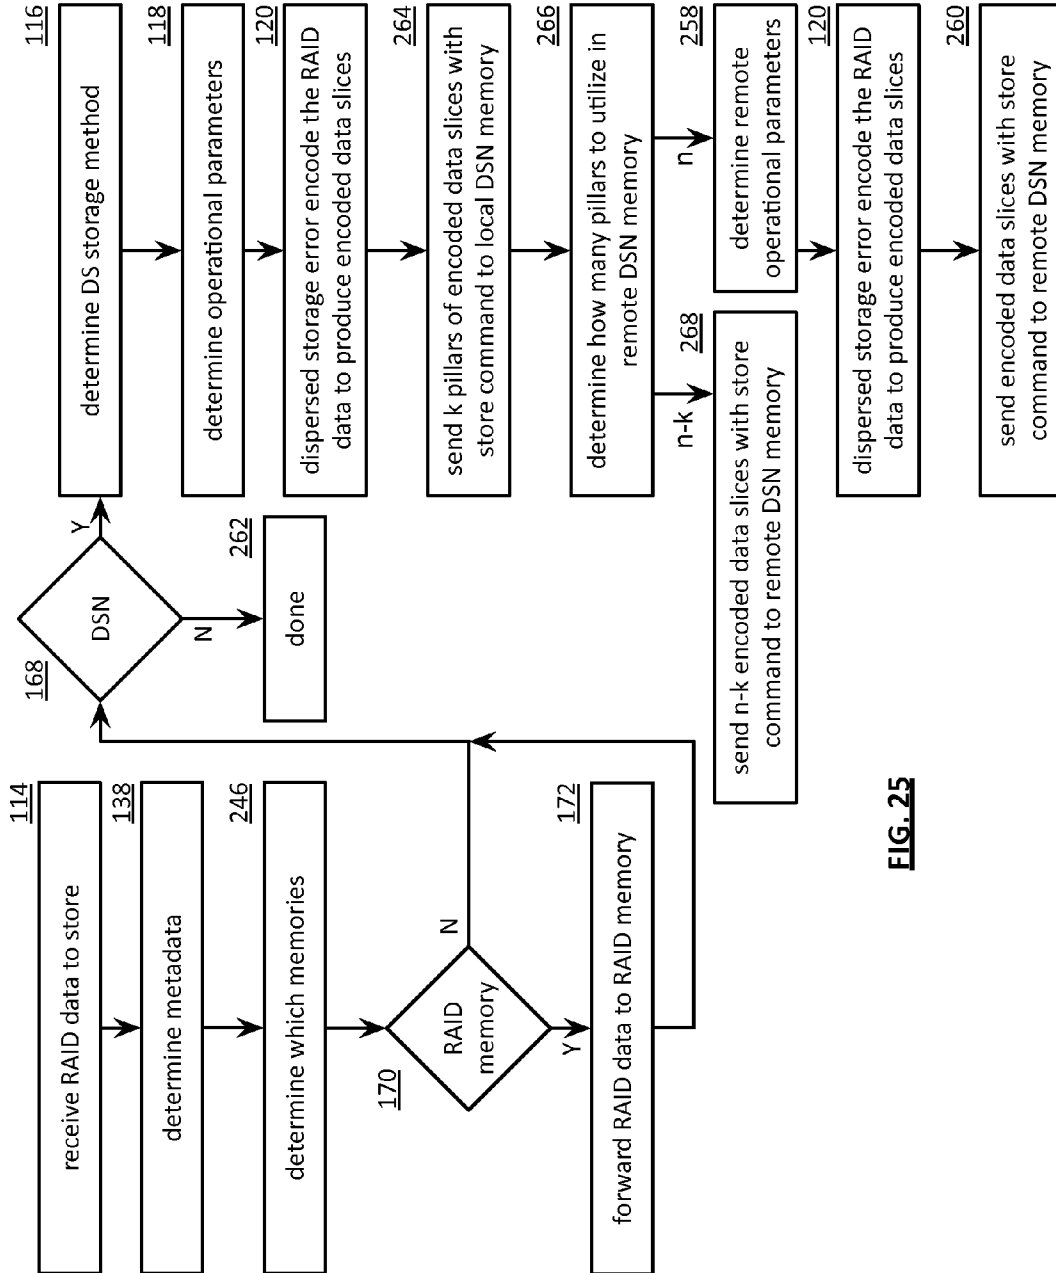 114
receive RAID data to store
138
determine metadata
246
determine which memories
170
RAID
memory
N
Y
172
forward RAID data to RAID memory
168
DSN
Y
N
262
done
116
determine DS storage method
118
determine operational parameters
120
dispersed storage error encode the RAID
data to produce encoded data slices
264
send k pillars of encoded data slices with
store command to local DSN memory
266
determine how many pillars to utilize in
remote DSN memory
n-k
n
268
send n-k encoded data slices with store
command to remote DSN memory
258
determine remote
operational parameters
120
dispersed storage error encode the RAID
data to produce encoded data slices
260
send encoded data slices with store
command to remote DSN memory
FIG. 25